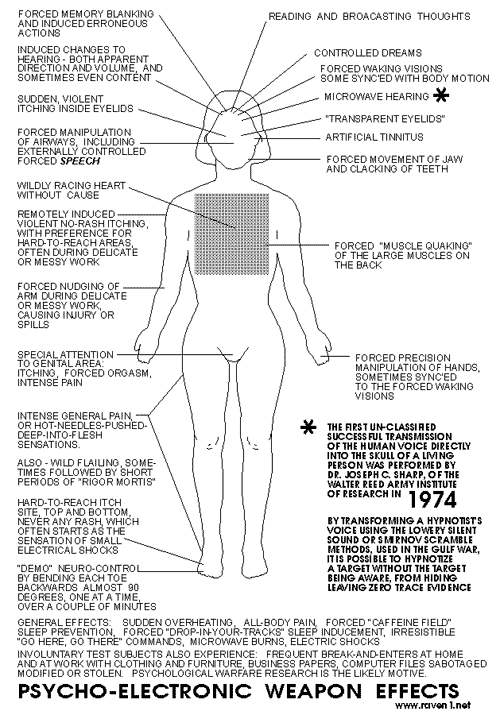 FORCED MEMORY BLANKING
AND INDUCED ERRONEOUS
ACTIONS
INDUCED CHANGES TO
HEARING - BOTH APPARENT
DIRECTION AND VOLUME, AND
SOMETIMES EVEN CONTENT
SUDDEN, VIOLENT
ITCHING INSIDE EYELIDS
FORCED MANIPULATION
OF AIRWAYS, INCLUDING
EXTERNALLY CONTROLLED
FORCED SPEECH
WILDLY RACING HEART
WITHOUT CAUSE
REMOTELY INDUCED
VIOLENT NO-RASH ITCHING,
WITH PREFERENCE FOR
HARD-TO-REACH AREAS,
OFTEN DURING DELICATE
OR MESSY WORK
FORCED NUDGING OF
ARM DURING DELICATE
OR MESSY WORK,
CAUSING INJURY OR
SPILLS
SPECIAL ATTENTION
TO GENITAL AREA:
ITCHING, FORCED ORGASM,
INTENSE PAIN
INTENSE GENERAL PAIN,
OR HOT-NEEDLES-PUSHED-
DEEP-INTO-FLESH
SENSATIONS.
ALSO - WILD FLAILING, SOME-
TIMES FOLLOWED BY SHORT
PERIODS OF "RIGOR MORTIS"
HARD-TO-REACH ITCH
SITE, TOP AND BOTTOM,
NEVER ANY RASH, WHICH
OFTEN STARTS AS THE
SENSATION OF SMALL
ELECTRICAL SHOCKS
"DEMO" NEURO-CONTROL
BY BENDING EACH TOE
BACKWARDS ALMOST 90
DEGREES, ONE AT A TIME,
OVER A COUPLE OF MINUTES
READING AND BROACASTING THOUGHTS
CONTROLLED DREAMS
FORCED WAKING VISIONS
SOME SYNC'ED WITH BODY MOTION
MICROWAVE HEARING *
"TRANSPARENT EYELIDS"
ARTIFICIAL TINNITUS
FORCED MOVEMENT OF JAW
AND CLACKING OF TEETH
FORCED "MUSCLE QUAKING"
OF THE LARGE MUSCLES ON
THE BACK
FORCED PRECISION
MANIPULATION OF HANDS,
SOMETIMES SYNC'ED
TO THE FORCED WAKING
VISIONS
* THE FIRST UN-CLASSIFIED
SUCCESSFUL TRANSMISSION
OF THE HUMAN VOICE DIRECTLY
INTO THE SKULL OF A LIVING
PERSON WAS PERFORMED BY
DR. JOSEPH C. SHARP, OF THE
WALTER REED ARMY INSTITUTE
OF RESEARCH IN 1974
BY TRANSFORMING A HYPNOTIST'S
VOICE USING THE LOWERY SILENT
SOUND OR SMIRNOV SCRAMBLE
METHODS, USED IN THE GULF WAR,
IT IS POSSIBLE TO HYPNOTIZE
A TARGET WITHOUT THE TARGET
BEING AWARE, FROM HIDING
LEAVING ZERO TRACE EVIDENCE
GENERAL EFFECTS: SUDDEN OVERHEATING, ALL-BODY PAIN, FORCED "CAFFEINE FIELD"
SLEEP PREVENTION, FORCED "DROP-IN-YOUR-TRACKS" SLEEP INDUCEMENT, IRRESISTIBLE
"GO HERE, GO THERE" COMMANDS, MICROWAVE BURNS, ELECTRIC SHOCKS
INVOLUNTARY TEST SUBJECTS ALSO EXPERIENCE: FREQUENT BREAK-AND-ENTERS AT HOME
AND AT WORK WITH CLOTHING AND FURNITURE, BUSINESS PAPERS, COMPUTER FILES SABOTAGED
MODIFIED OR STOLEN. PSYCHOLOGICAL WARFARE RESEARCH IS THE LIKELY MOTIVE.
PSYCHO-ELECTRONIC WEAPON EFFECTS
www.raven1.net